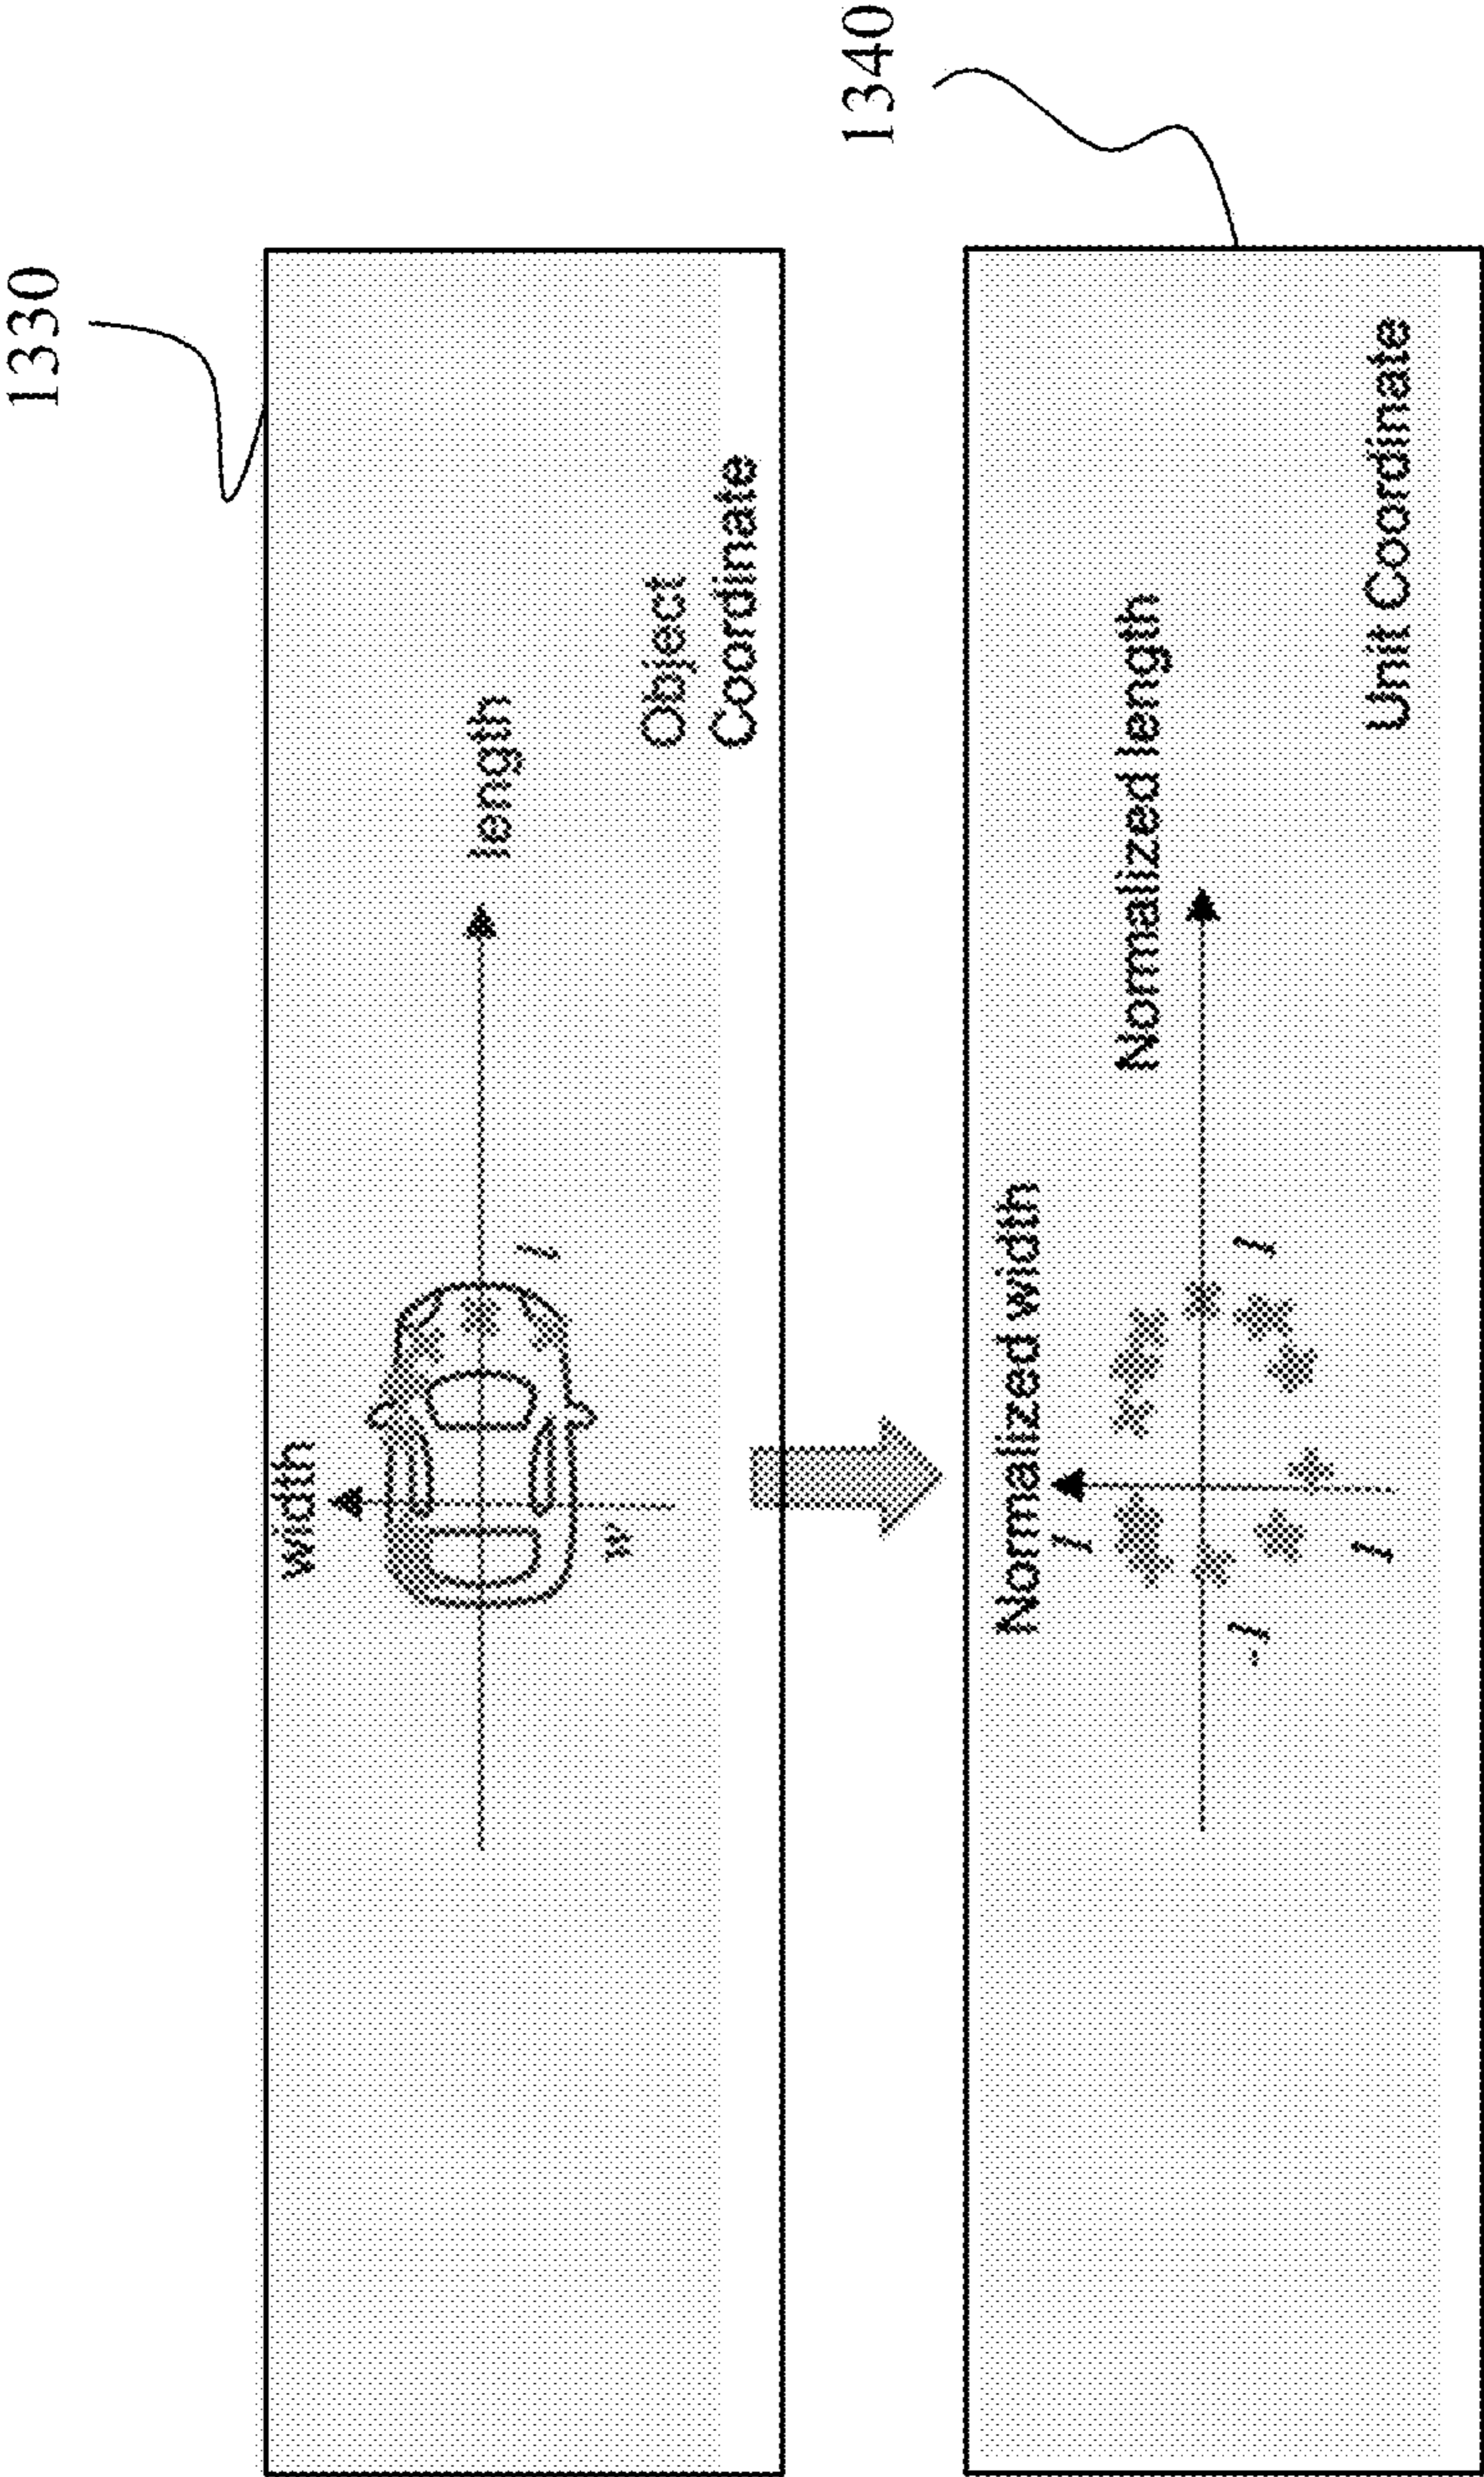 1330
width
length
l
w
Object
Coordinate
1340
Normalized width
1
Normalized length
-1
1
1
Unit Coordinate